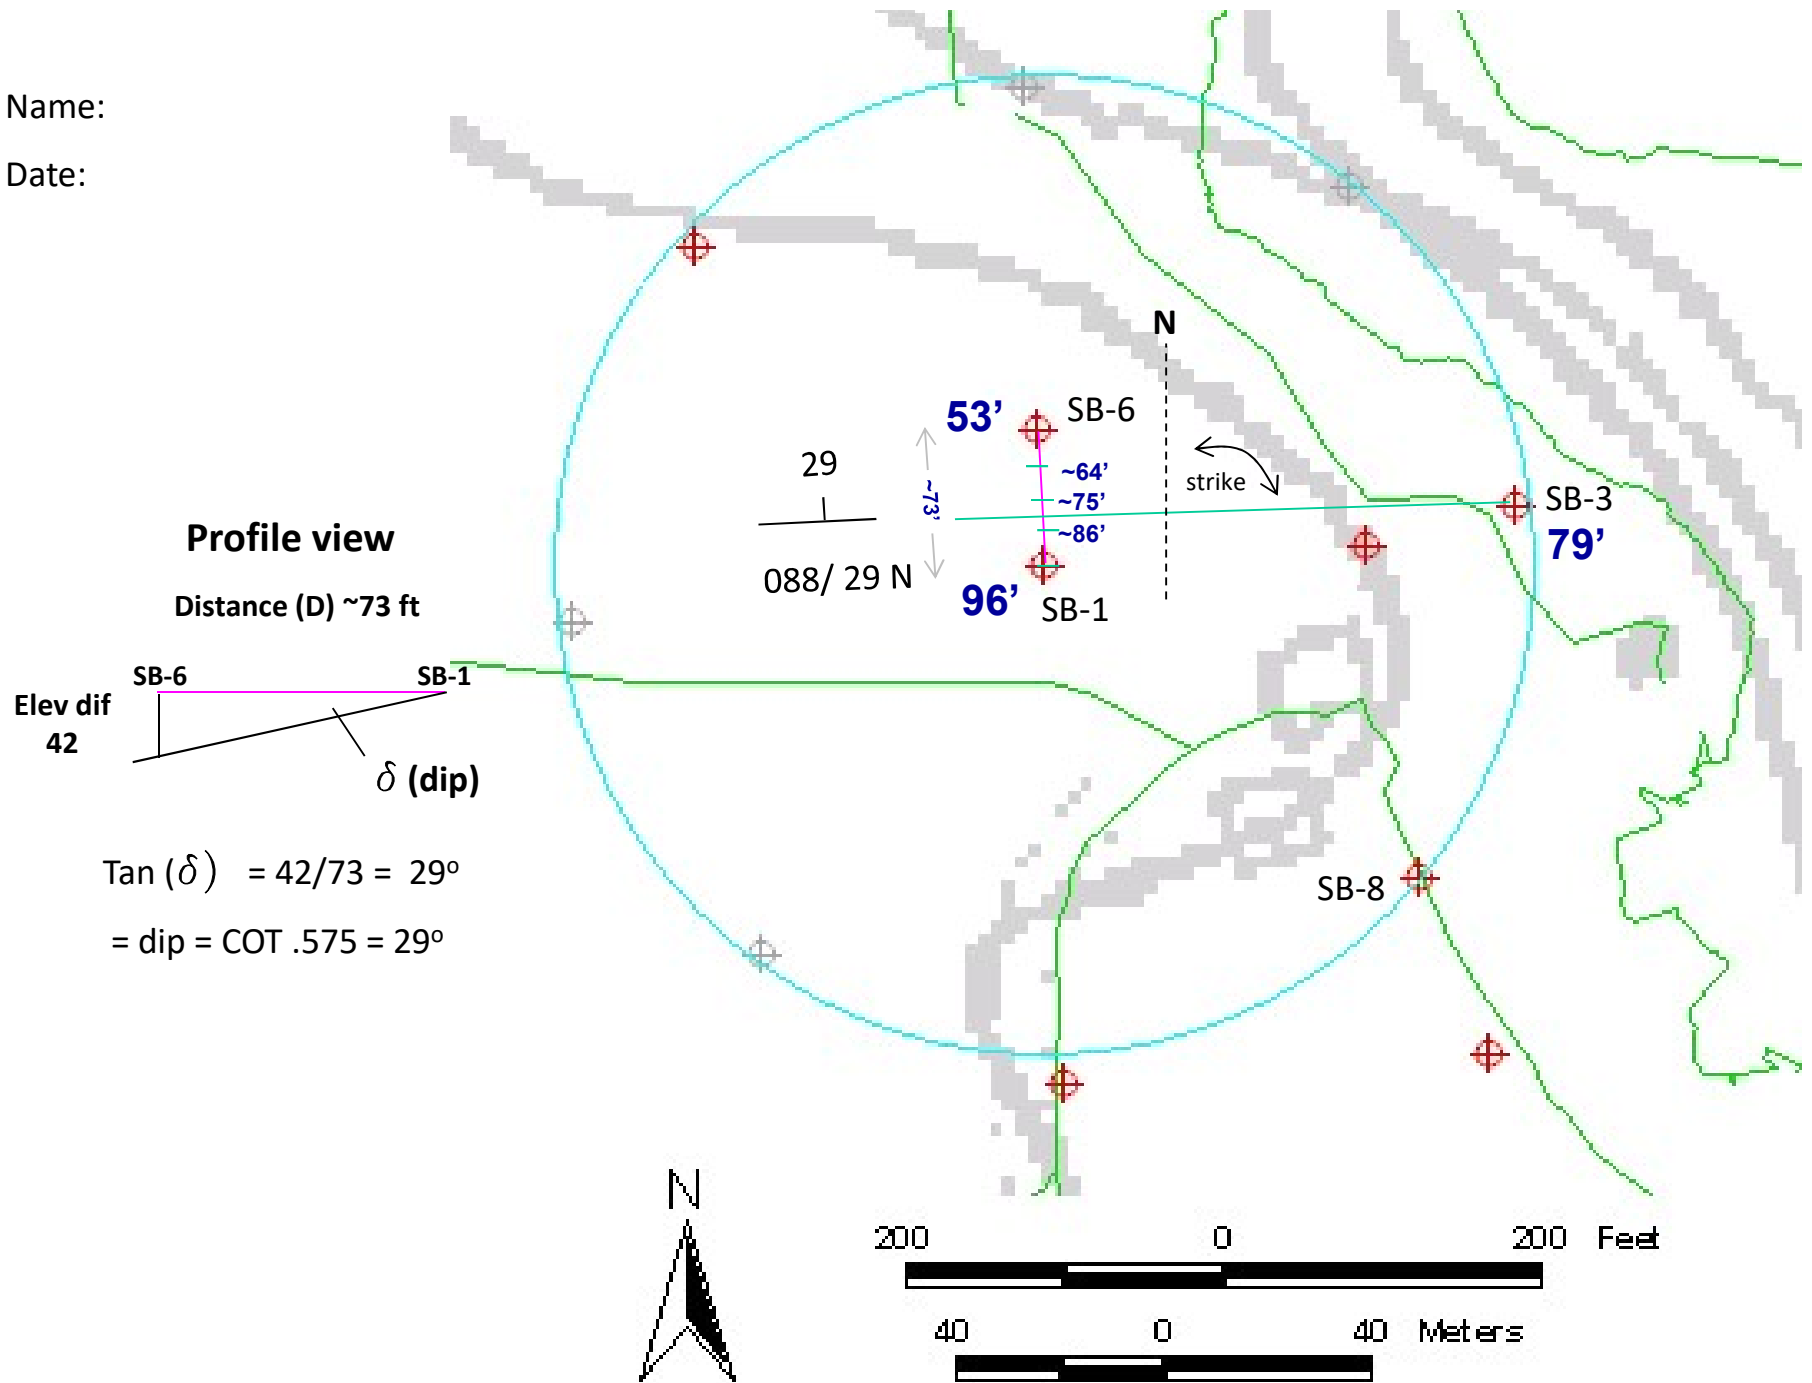 Name:
Date:
N
53’
SB-6
29
~64’
strike
~73’
~75’
SB-3
~86’
79’
088/ 29 N
96’
SB-1
Profile view
Distance (D) ~73 ft
SB-6
SB-1
Elev dif
42
δ (dip)
Tan (δ) = 42/73 = 29º
= dip = COT .575 = 29º
SB-8
N
200 0 200 Feet
40 0 40 Meters